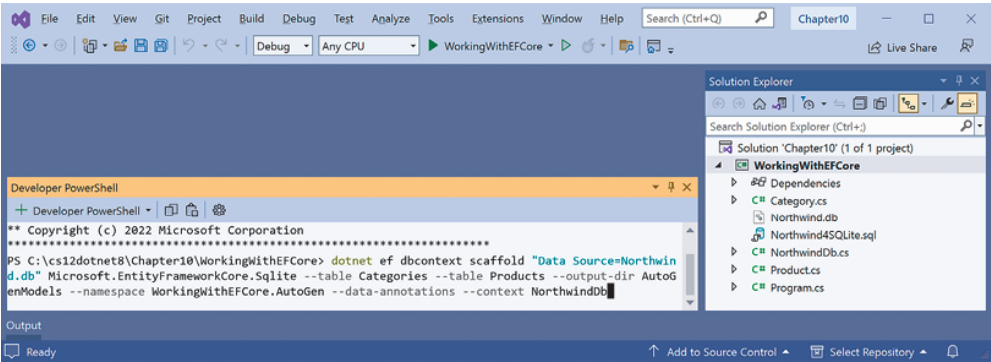 File Edit View Git Project Build Debug Test Analyze Tools Extensions Window Help Search (Ctrl+Q) Chapter10
Debug Any CPU WorkingWithEFCore Live Share
Solution Explorer
Search Solution Explorer (Ctrl+;)
Solution 'Chapter10' (1 of 1 project)
WorkingWithEFCore
Dependencies
C# Category.cs
Northwind.db
Northwind4SQLite.sql
C# NorthwindDb.cs
C# Product.cs
C# Program.cs
Developer PowerShell
+ Developer PowerShell
** Copyright (c) 2022 Microsoft Corporation
**********************************************************************
PS C:\cs12dotnet8\Chapter10\WorkingWithEFCore> dotnet ef dbcontext scaffold "Data Source=Northwin
d.db" Microsoft.EntityFrameworkCore.Sqlite --table Categories --table Products --output-dir AutoG
enModels --namespace WorkingWithEFCore.AutoGen --data-annotations --context NorthwindDb
Output
Ready Add to Source Control Select Repository